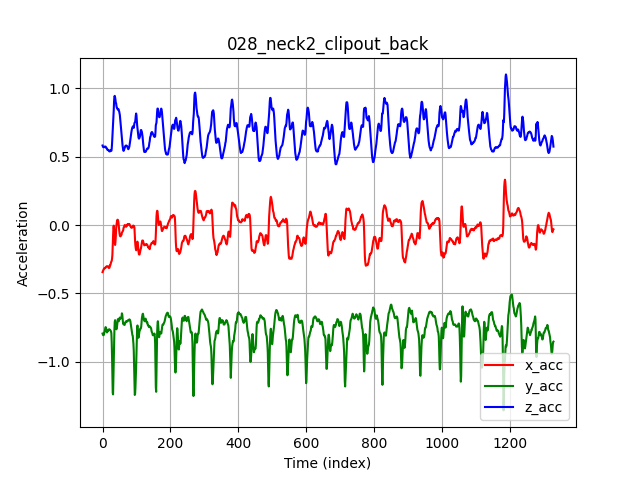 028_neck2_clipout_back
Acceleration
1.0
0.5
0.0
−0.5
−1.0
0 200 400 600 800 1000 1200
Time (index)
x_acc
y_acc
z_acc